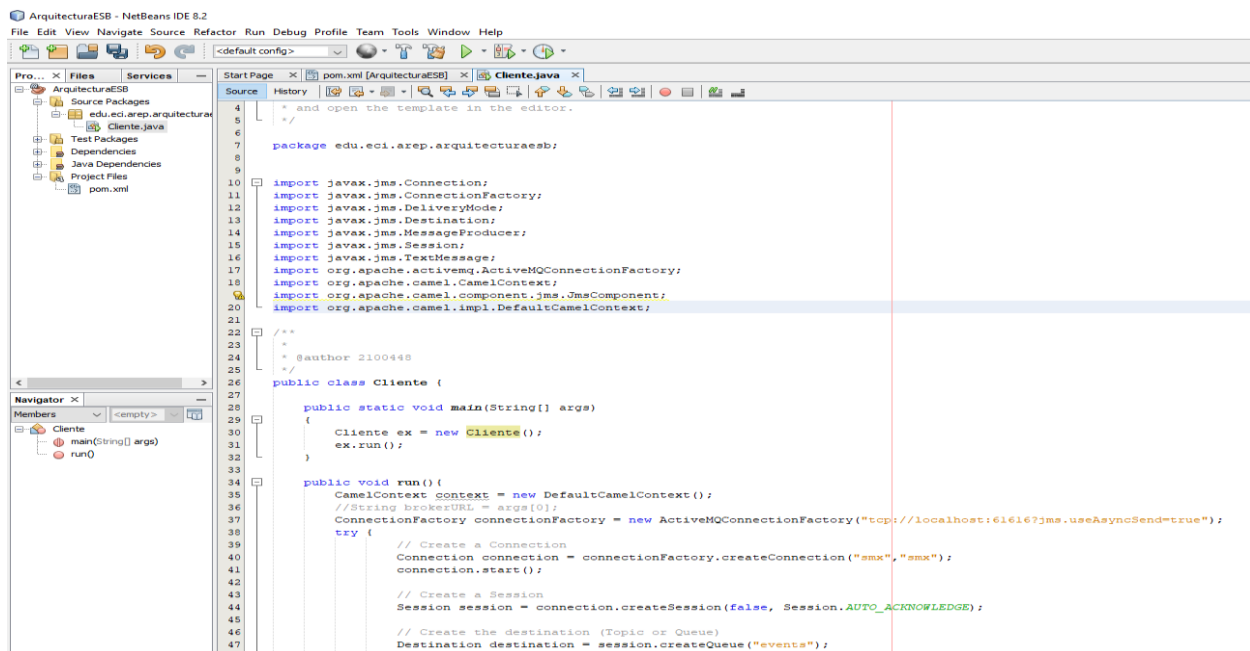 ArquitecturaESB - NetBeans IDE 8.2
File Edit View Navigate Source Refactor Run Debug Profile Team Tools Window Help
<default config>
Pro... Files Services
ArquitecturaESB
Source Packages
edu.eci.arep.arquitecturae
Cliente.java
Test Packages
Dependencies
Java Dependencies
Project Files
pom.xml
Navigator
Members <empty>
Cliente
main(String[] args)
run()
Start Page pom.xml [ArquitecturaESB] Cliente.java
Source History
4 * and open the template in the editor.
5 */
6
7 package edu.eci.arep.arquitecturaesb;
8
9
10 import javax.jms.Connection;
11 import javax.jms.ConnectionFactory;
12 import javax.jms.DeliveryMode;
13 import javax.jms.Destination;
14 import javax.jms.MessageProducer;
15 import javax.jms.Session;
16 import javax.jms.TextMessage;
17 import org.apache.activemq.ActiveMQConnectionFactory;
18 import org.apache.camel.CamelContext;
import org.apache.camel.component.jms.JmsComponent;
20 import org.apache.camel.impl.DefaultCamelContext;
21
22 /**
23 *
24 * @author 2100448
25 */
26 public class Cliente {
27
28 public static void main(String[] args)
29 {
30 Cliente ex = new Cliente();
31 ex.run();
32 }
33
34 public void run(){
35 CamelContext context = new DefaultCamelContext();
36 //String brokerURL = args[0];
37 ConnectionFactory connectionFactory = new ActiveMQConnectionFactory("tcp://localhost:61616?jms.useAsyncSend=true");
38 try {
39 // Create a Connection
40 Connection connection = connectionFactory.createConnection("smx","smx");
41 connection.start();
42
43 // Create a Session
44 Session session = connection.createSession(false, Session.AUTO_ACKNOWLEDGE);
45
46 // Create the destination (Topic or Queue)
47 Destination destination = session.createQueue("events");